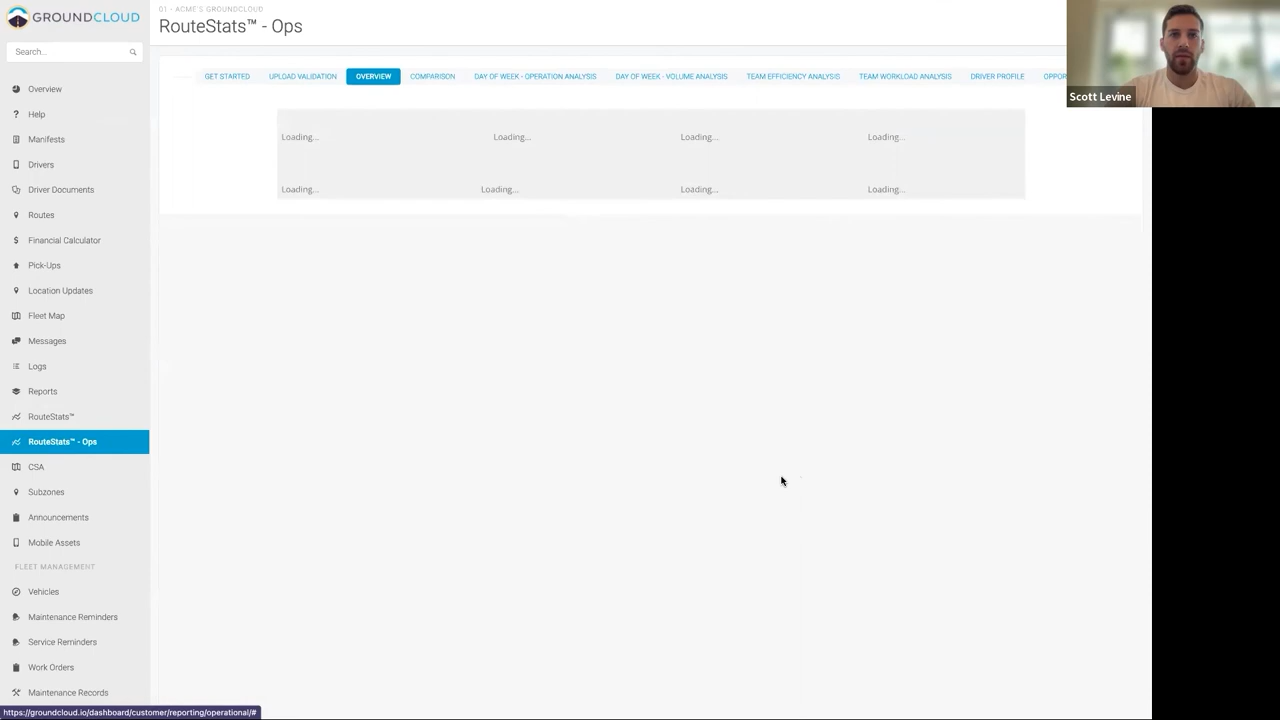 GROUNDCLOUD
01 - ACME'S GROUNDCLOUD
RouteStats™ - Ops
Search...
GET STARTED
UPLOAD VALIDATION
OVERVIEW
COMPARISON
DAY OF WEEK - OPERATION ANALYSIS
DAY OF WEEK - VOLUME ANALYSIS
TEAM EFFICIENCY ANALYSIS
TEAM WORKLOAD ANALYSIS
DRIVER PROFILE
OPPOR
Scott Levine
Loading... Loading... Loading... Loading...
Loading... Loading... Loading... Loading...
Overview
Help
Manifests
Drivers
Driver Documents
Routes
Financial Calculator
Pick-Ups
Location Updates
Fleet Map
Messages
Logs
Reports
RouteStats™
RouteStats™ - Ops
CSA
Subzones
Announcements
Mobile Assets
FLEET MANAGEMENT
Vehicles
Maintenance Reminders
Service Reminders
Work Orders
Maintenance Records
https://groundcloud.io/dashboard/customer/reporting/operational/#